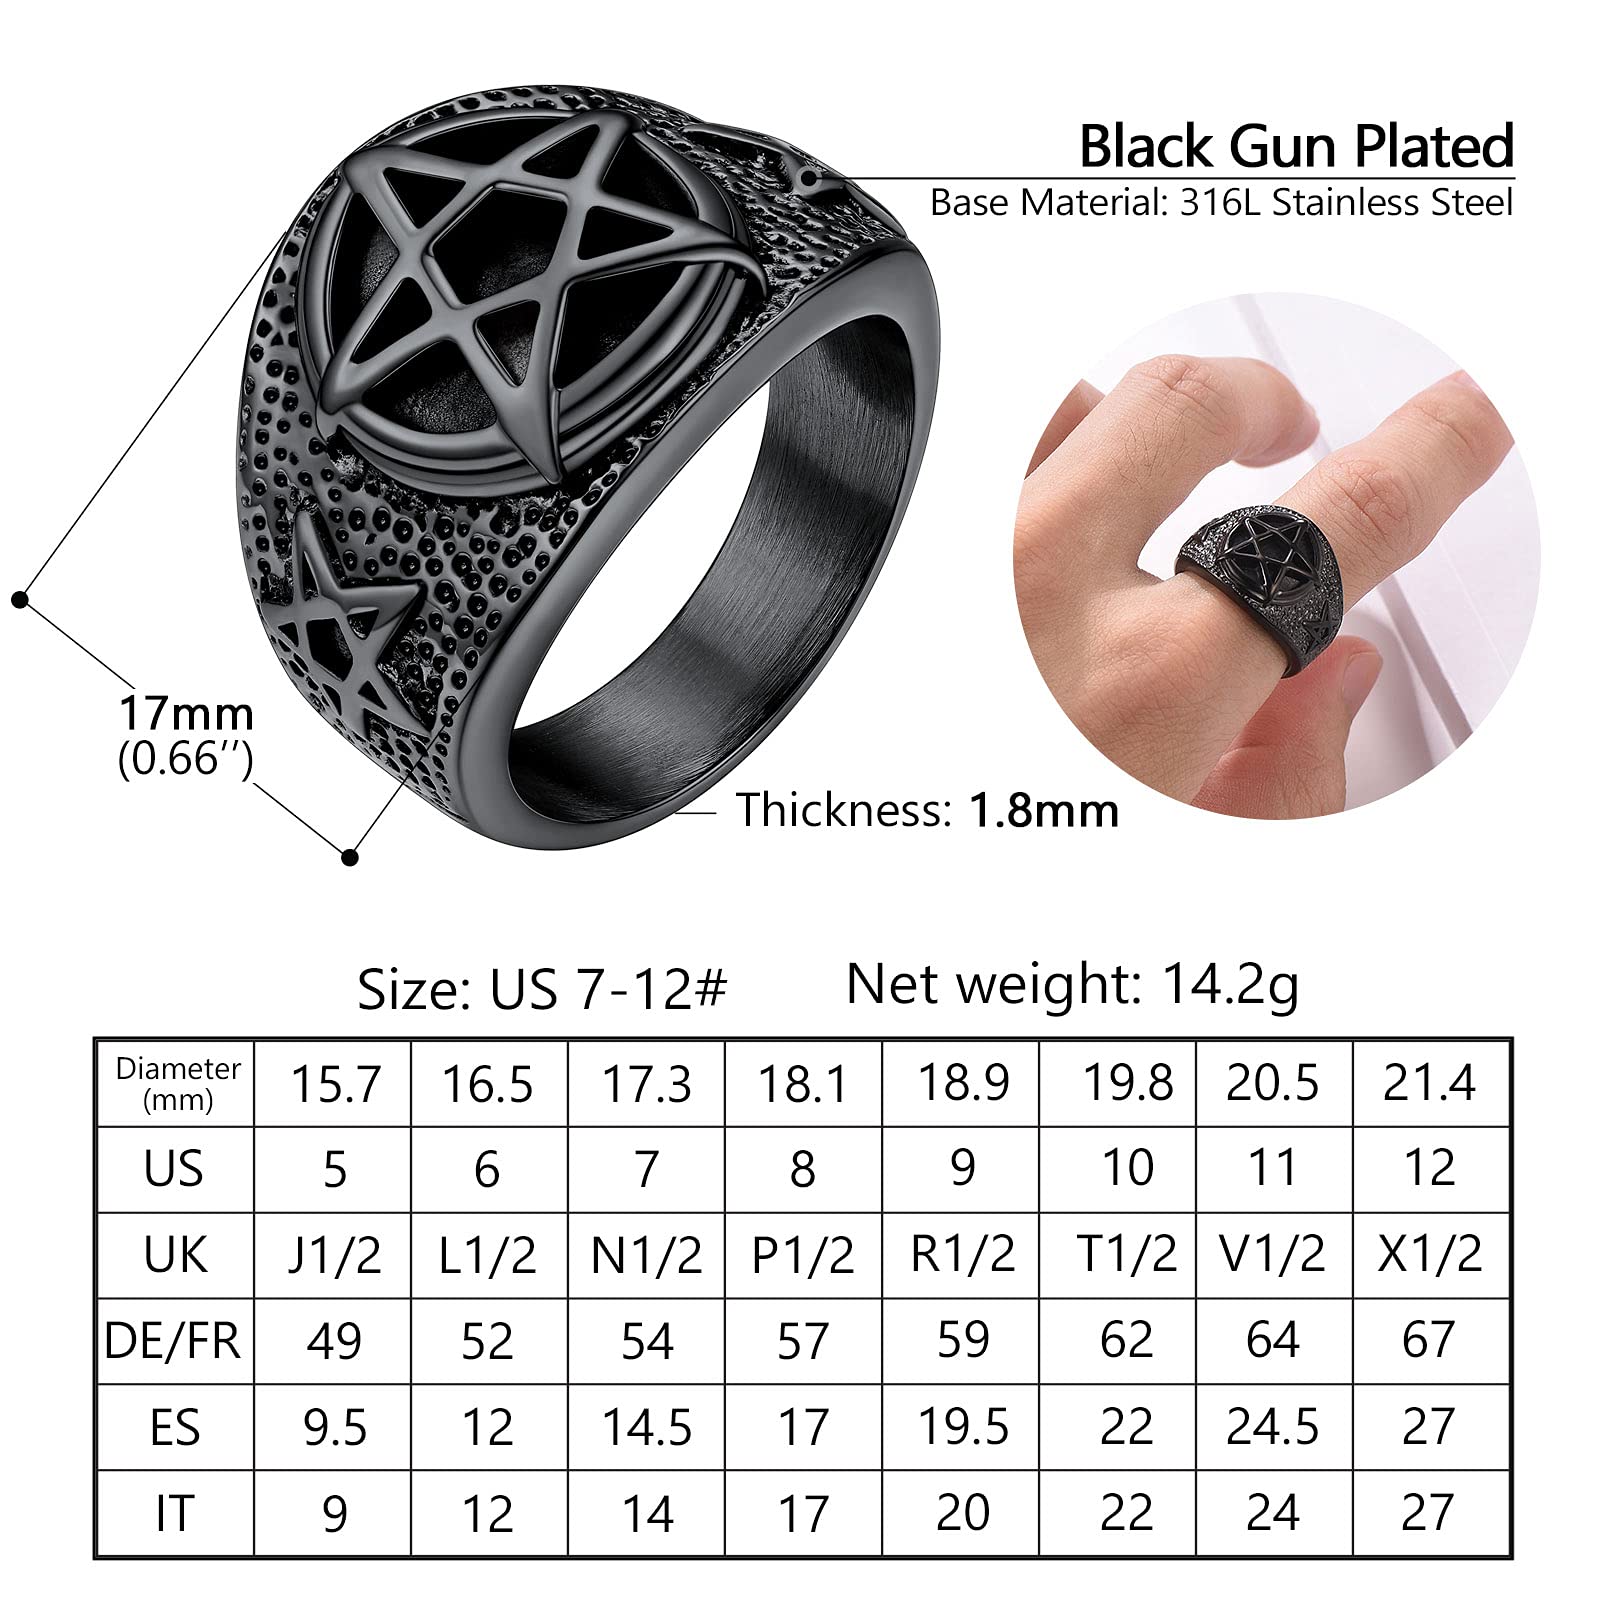 Black Gun Plated
Base Material: 316L Stainless Steel
17mm
(0.66’’)
Thickness: 1.8mm
Size: US 7-12#
Net weight: 14.2g
Diameter (mm) 15.7 16.5 17.3 18.1 18.9 19.8 20.5 21.4
US 5 6 7 8 9 10 11 12
UK J1/2 L1/2 N1/2 P1/2 R1/2 T1/2 V1/2 X1/2
DE/FR 49 52 54 57 59 62 64 67
ES 9.5 12 14.5 17 19.5 22 24.5 27
IT 9 12 14 17 20 22 24 27